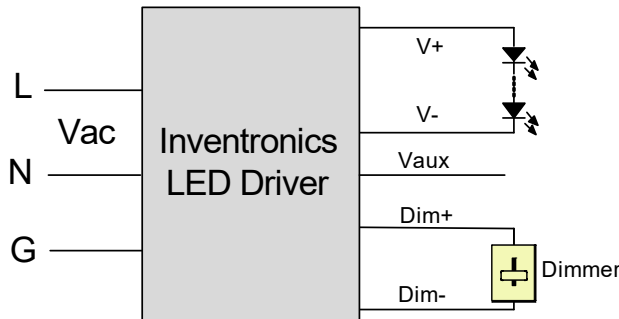 L
Vac
N
G
Inventronics
LED Driver
V+
V-
Vaux
Dim+
Dim-
Dimmer